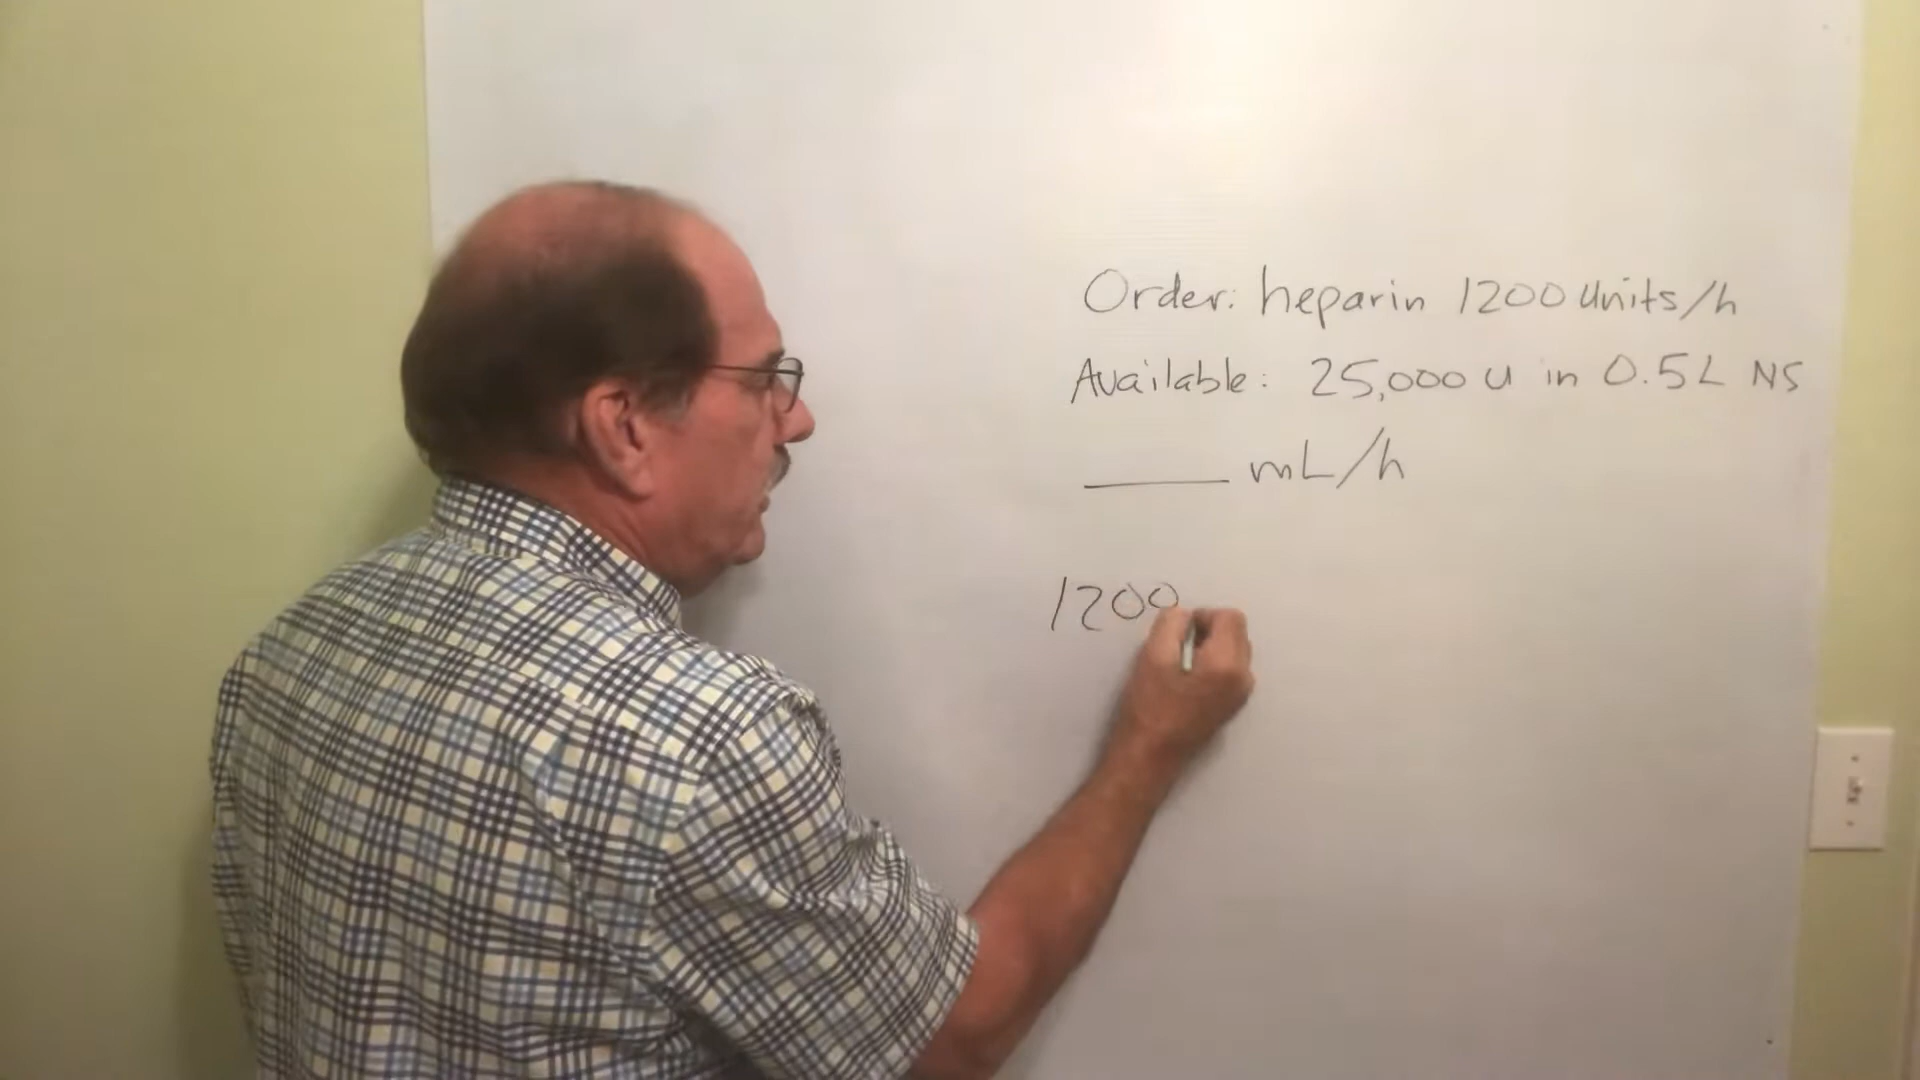 Order: heparin 1200 Units/h
Available: 25,000 U in 0.5L NS
_____ mL/h
1200